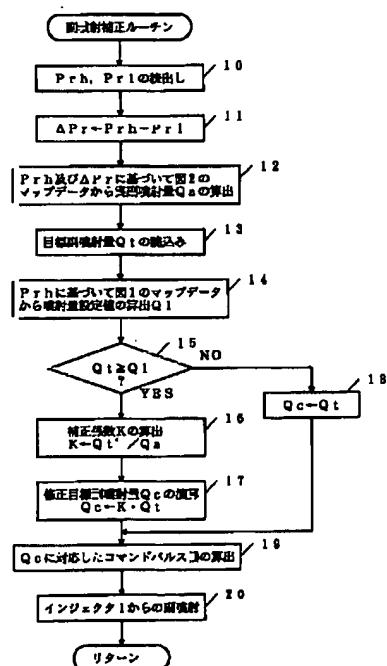 副噴射補正ルーチン
10
Prh, Prlの検出し
11
ΔPr←Prh−Prl
12
Prh及びΔPrに基づいて図2の
マップデータから実副噴射量Qaの算出
13
目標副噴射量Qtの読込み
14
Prhに基づいて図1のマップデータ
から噴射量設定値の算出Ql
15
Qt≧Ql
?
NO
YES
18
Qc←Qt
16
補正係数Kの算出
K←Qt'/Qa
17
修正目標副噴射量Qcの演算
Qc←K・Qt
19
Qcに対応したコマンドパルス の算出
20
インジェクタ1からの副噴射
リターン